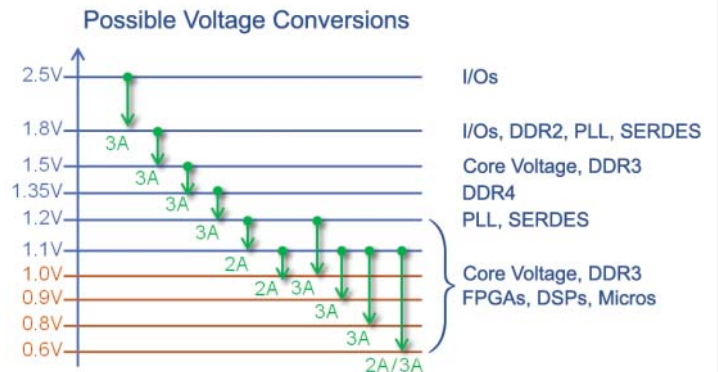 Possible Voltage Conversions
2.5V
I/Os
3A
1.8V
I/Os, DDR2, PLL, SERDES
3A
1.5V
Core Voltage, DDR3
3A
1.35V
DDR4
3A
1.2V
PLL, SERDES
2A
1.1V
2A
3A
1.0V
Core Voltage, DDR3
0.9V
FPGAs, DSPs, Micros
3A
0.8V
3A
0.6V
2A/3A